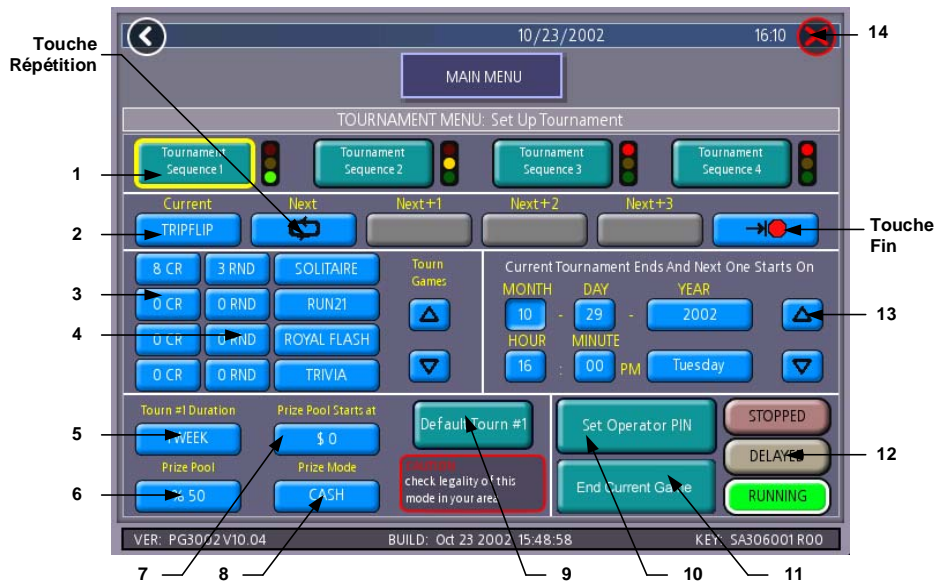 Touche
Répétition
10/23/2002
16:10
14
MAIN MENU
TOURNAMENT MENU: Set Up Tournament
1
Tournament
Sequence 1
Tournament
Sequence 2
Tournament
Sequence 3
Tournament
Sequence 4
Current
Next
Next+1
Next+2
Next+3
2
TRIPFLIP
Touche
Fin
8 CR
3 RND
SOLITAIRE
3
0 CR
0 RND
RUN21
4
0 CR
0 RND
ROYAL FLASH
0 CR
0 RND
TRIVIA
Tourn
Games
Current Tournament Ends And Next One Starts On
MONTH
DAY
YEAR
10
-
29
-
2002
13
HOUR
MINUTE
16
:
00
PM
Tuesday
Tourn #1 Duration
Prize Pool Starts at
5
WEEK
$ 0
Default Tourn #1
Prize Pool
Prize Mode
6
% 50
CASH
CAUTION
check legality of this
mode in your area
Set Operator PIN
End Current Game
STOPPED
DELAYED
12
RUNNING
VER: PG3002 V10.04
BUILD: Oct 23 2002 15:48:58
KEY: SA306001 R00
7
8
9
10
11